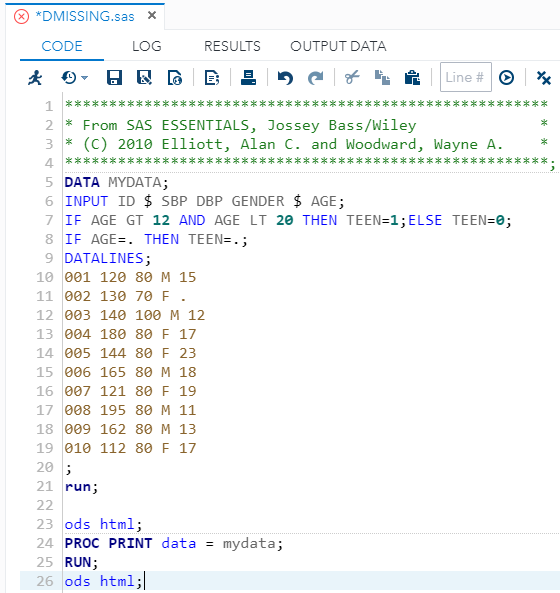 *DMISSING.sas ×
CODE LOG RESULTS OUTPUT DATA
Line #
1 *******************************************************
2 * From SAS ESSENTIALS, Jossey Bass/Wiley *
3 * (C) 2010 Elliott, Alan C. and Woodward, Wayne A. *
4 *******************************************************;
5 DATA MYDATA;
6 INPUT ID $ SBP DBP GENDER $ AGE;
7 IF AGE GT 12 AND AGE LT 20 THEN TEEN=1;ELSE TEEN=0;
8 IF AGE=. THEN TEEN=.;
9 DATALINES;
10 001 120 80 M 15
11 002 130 70 F .
12 003 140 100 M 12
13 004 180 80 F 17
14 005 144 80 F 23
15 006 165 80 M 18
16 007 121 80 F 19
17 008 195 80 M 11
18 009 162 80 M 13
19 010 112 80 F 17
20 ;
21 run;
22
23 ods html;
24 PROC PRINT data = mydata;
25 RUN;
26 ods html;